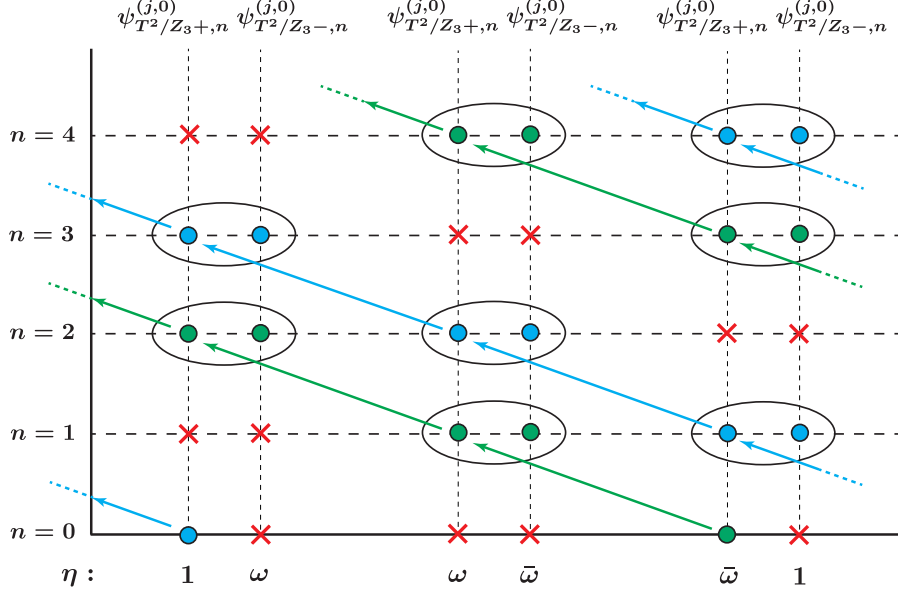 ψ^{(j,0)}_{T²/Z₃+,n} ψ^{(j,0)}_{T²/Z₃−,n} ψ^{(j,0)}_{T²/Z₃+,n} ψ^{(j,0)}_{T²/Z₃−,n} ψ^{(j,0)}_{T²/Z₃+,n} ψ^{(j,0)}_{T²/Z₃−,n}
n = 4
n = 3
n = 2
n = 1
n = 0
η : 1 ω ω ω̄ ω̄ 1